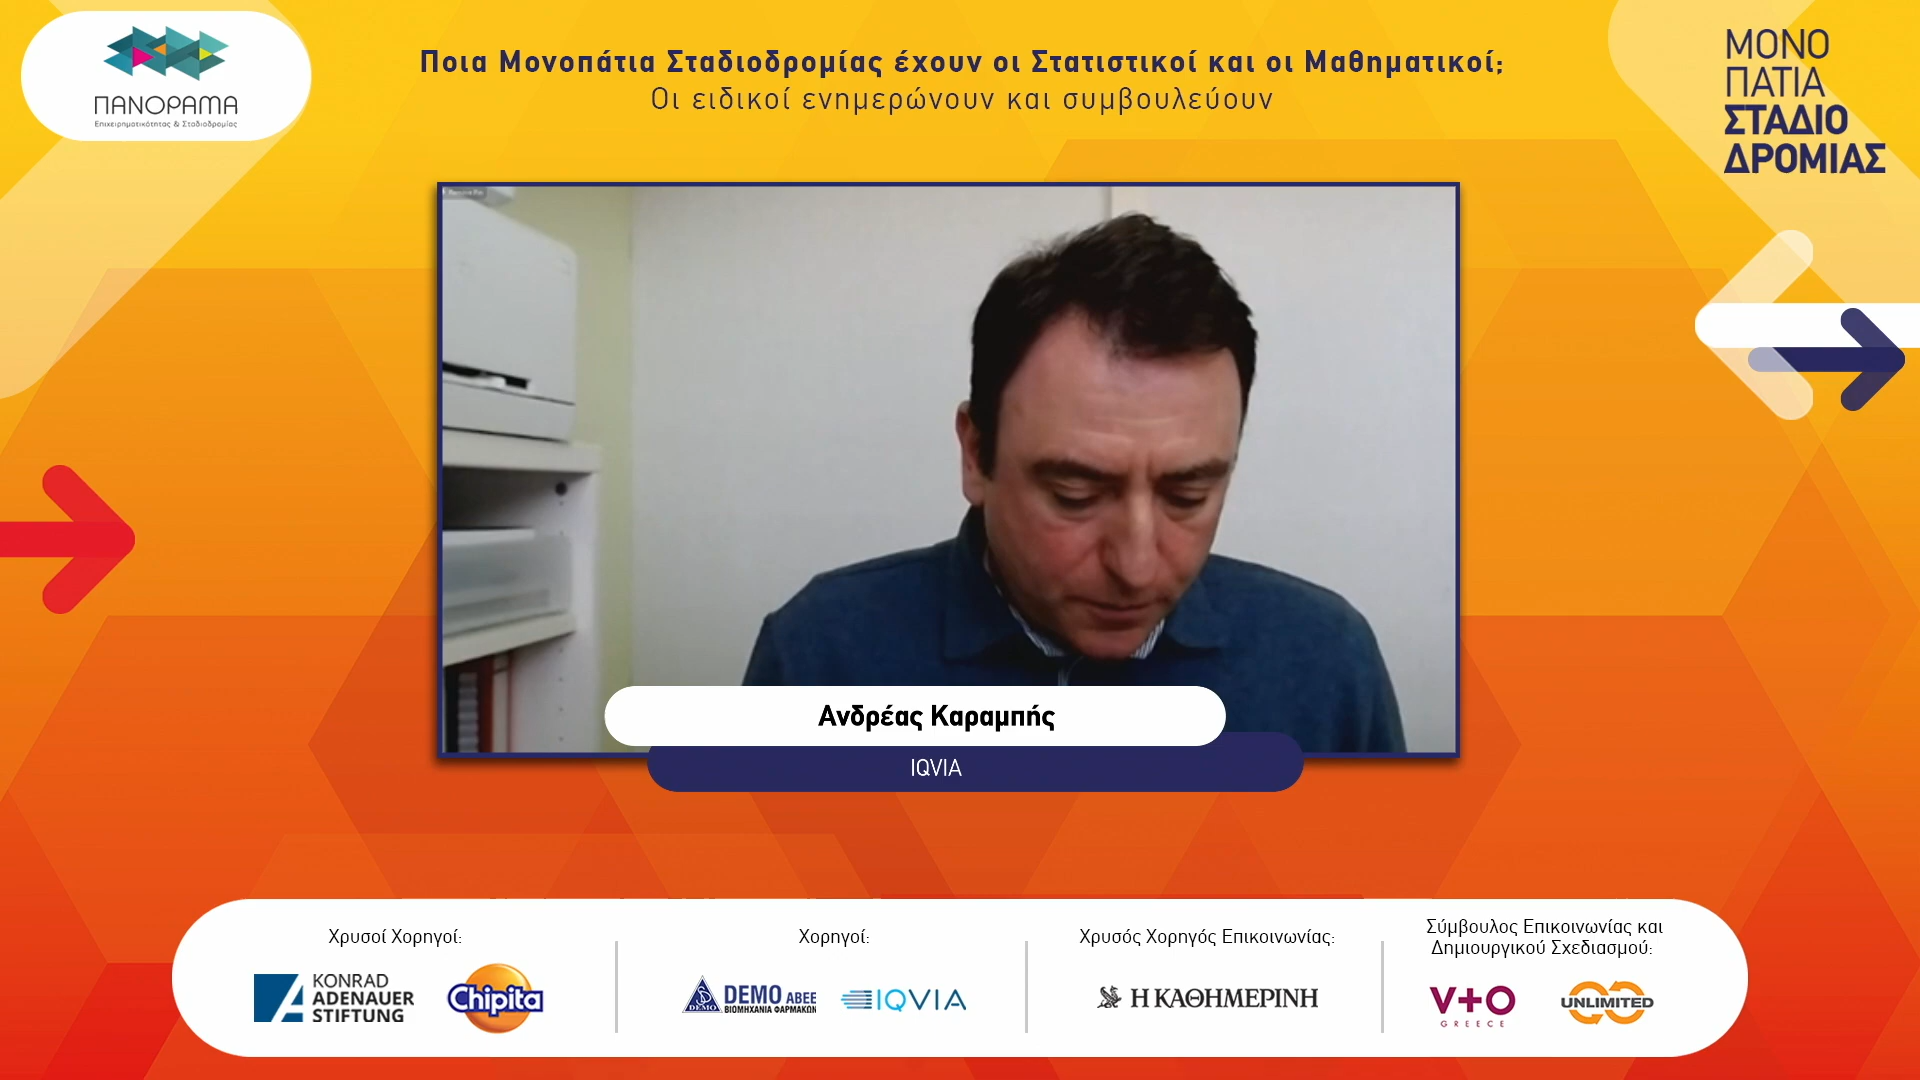 ΠΑΝΟΡΑΜΑ
Επιχειρηματικότητας & Σταδιοδρομίας
Ποια Μονοπάτια Σταδιοδρομίας έχουν οι Στατιστικοί και οι Μαθηματικοί;
Οι ειδικοί ενημερώνουν και συμβουλεύουν
ΜΟΝΟ
ΠΑΤΙΑ
ΣΤΑΔΙΟ
ΔΡΟΜΙΑΣ
Ανδρέας Καραμπής
IQVIA
Χρυσοί Χορηγοί:
KONRAD
ADENAUER
STIFTUNG
Chipita
Χορηγοί:
DEMO
DEMO ΑΒΕΕ
ΒΙΟΜΗΧΑΝΙΑ ΦΑΡΜΑΚΩΝ
IQVIA
Χρυσός Χορηγός Επικοινωνίας:
Η ΚΑΘΗΜΕΡΙΝΗ
Σύμβουλος Επικοινωνίας και
Δημιουργικού Σχεδιασμού:
V+O
GREECE
UNLIMITED